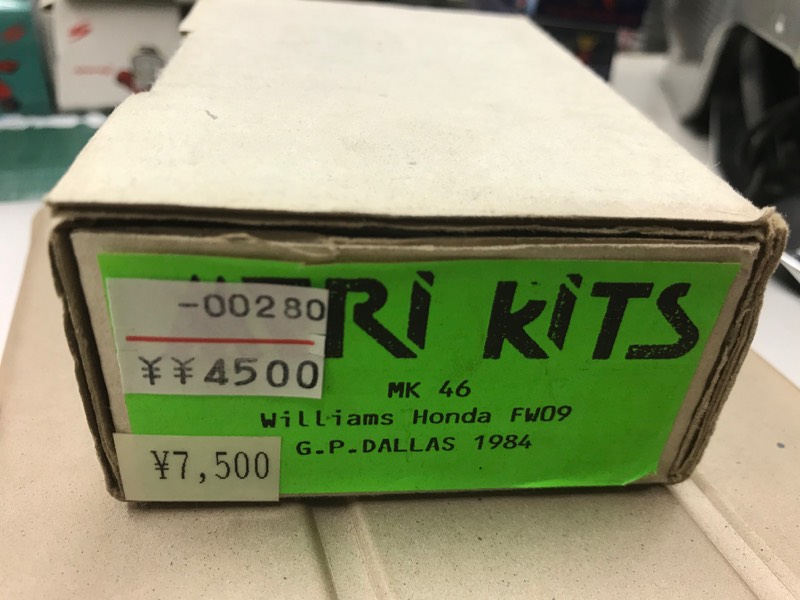 -00280
¥¥4500
RI KITS
MK 46
Williams Honda FW09
G.P.DALLAS 1984
¥7,500